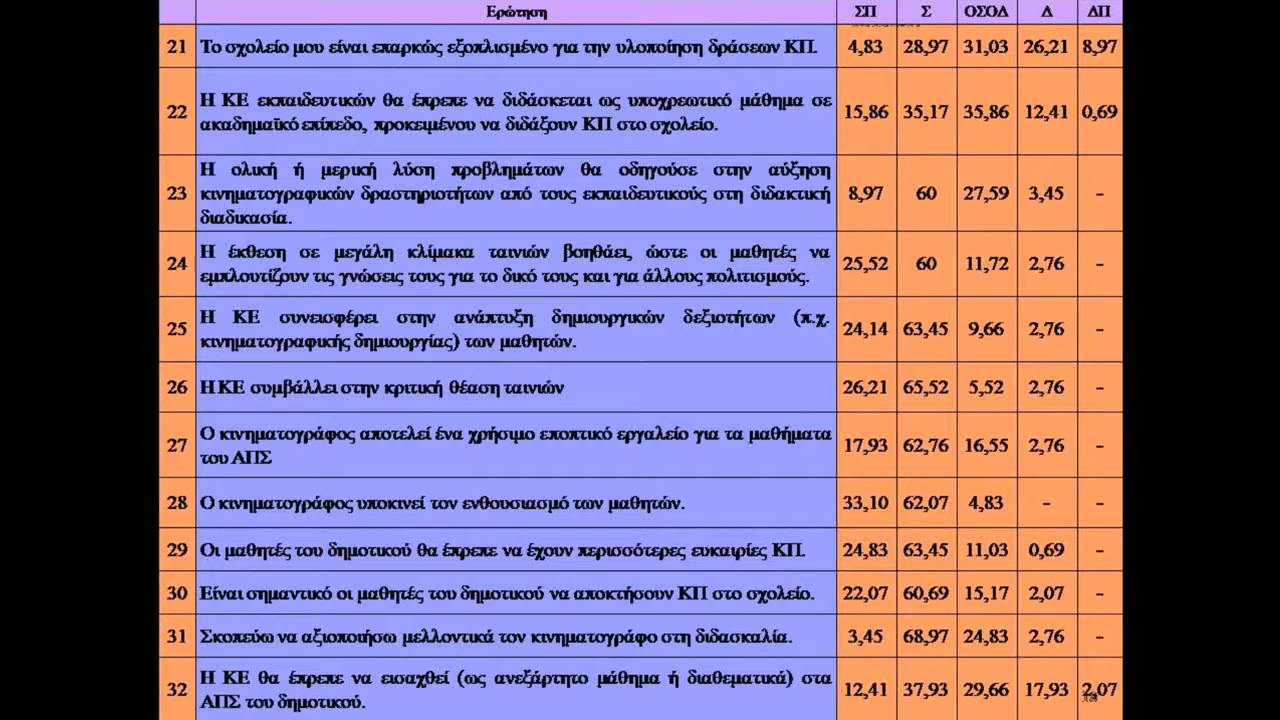 Ερώτηση ΣΠ Σ ΟΣΟΔ Δ ΔΠ
21 Το σχολείο μου είναι επαρκώς εξοπλισμένο για την υλοποίηση δράσεων ΚΠ. 4,83 28,97 31,03 26,21 8,97
22 Η ΚΕ εκπαιδευτικών θα έπρεπε να διδάσκεται ως υποχρεωτικό μάθημα σε
ακαδημαϊκό επίπεδο, προκειμένου να διδάξουν ΚΠ στο σχολείο. 15,86 35,17 35,86 12,41 0,69
23 Η ολική ή μερική λύση προβλημάτων θα οδηγούσε στην αύξηση
κινηματογραφικών δραστηριοτήτων από τους εκπαιδευτικούς στη διδακτική
διαδικασία. 8,97 60 27,59 3,45 -
24 Η έκθεση σε μεγάλη κλίμακα ταινιών βοηθάει, ώστε οι μαθητές να
εμπλουτίζουν τις γνώσεις τους για το δικό τους και για άλλους πολιτισμούς. 25,52 60 11,72 2,76 -
25 Η ΚΕ συνεισφέρει στην ανάπτυξη δημιουργικών δεξιοτήτων (π.χ.
κινηματογραφικής δημιουργίας) των μαθητών. 24,14 63,45 9,66 2,76 -
26 Η ΚΕ συμβάλλει στην κριτική θέαση ταινιών 26,21 65,52 5,52 2,76 -
27 Ο κινηματογράφος αποτελεί ένα χρήσιμο εποπτικό εργαλείο για τα μαθήματα
του ΑΠΣ 17,93 62,76 16,55 2,76 -
28 Ο κινηματογράφος υποκινεί τον ενθουσιασμό των μαθητών. 33,10 62,07 4,83 - -
29 Οι μαθητές του δημοτικού θα έπρεπε να έχουν περισσότερες ευκαιρίες ΚΠ. 24,83 63,45 11,03 0,69 -
30 Είναι σημαντικό οι μαθητές του δημοτικού να αποκτήσουν ΚΠ στο σχολείο. 22,07 60,69 15,17 2,07 -
31 Σκοπεύω να αξιοποιήσω μελλοντικά τον κινηματογράφο στη διδασκαλία. 3,45 68,97 24,83 2,76 -
32 Η ΚΕ θα έπρεπε να εισαχθεί (ως ανεξάρτητο μάθημα ή διαθεματικά) στα
ΑΠΣ του δημοτικού. 12,41 37,93 29,66 17,93 2,07